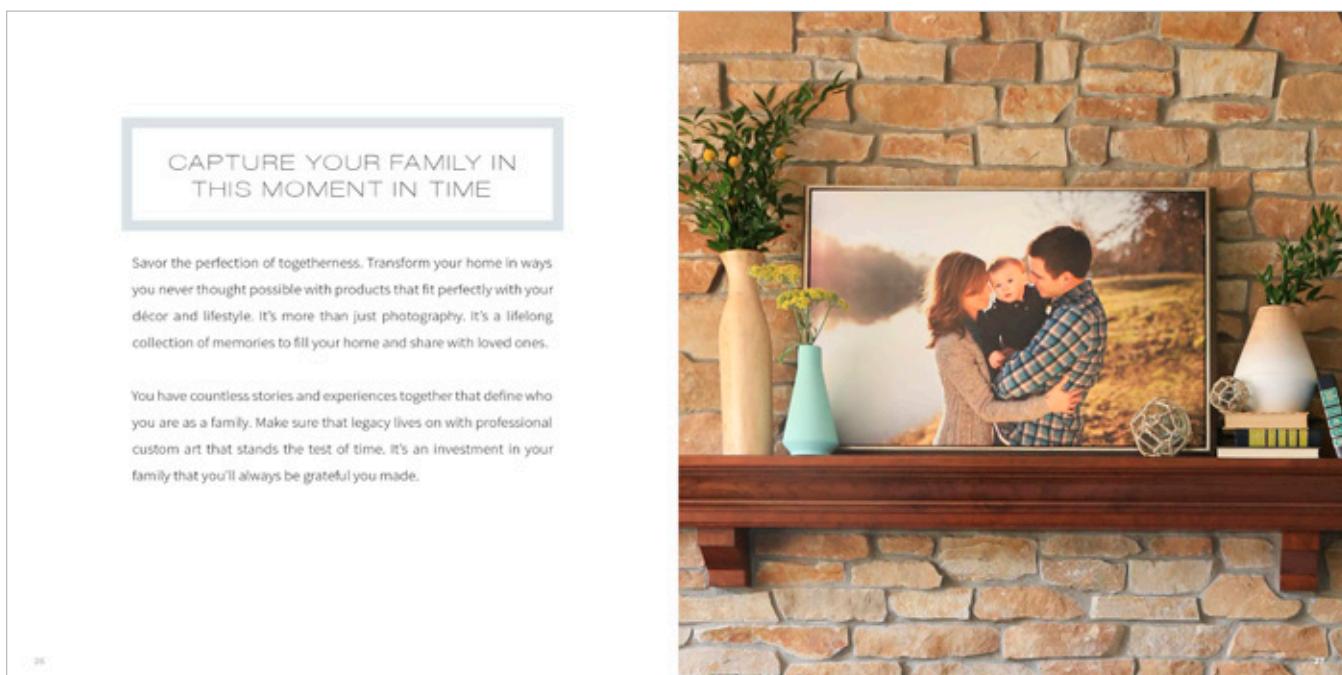 CAPTURE YOUR FAMILY IN
THIS MOMENT IN TIME
Savor the perfection of togetherness. Transform your home in ways
you never thought possible with products that fit perfectly with your
décor and lifestyle. It's more than just photography. It's a lifelong
collection of memories to fill your home and share with loved ones.
You have countless stories and experiences together that define who
you are as a family. Make sure that legacy lives on with professional
custom art that stands the test of time. It's an investment in your
family that you'll always be grateful you made.
26
27